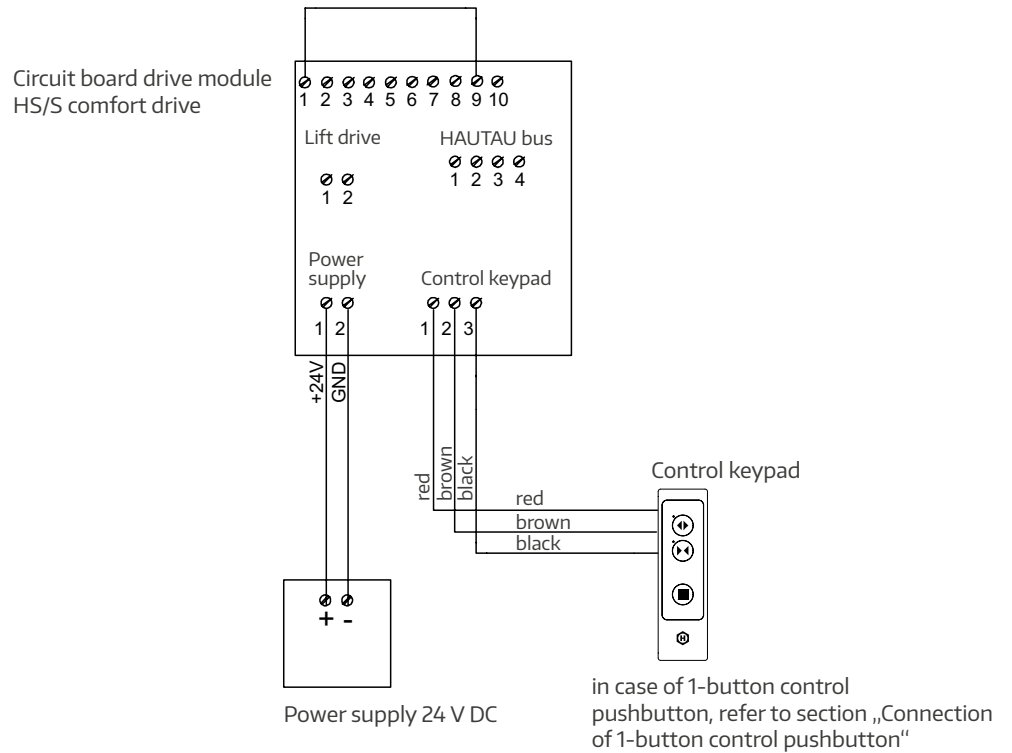 Circuit board drive module
HS/S comfort drive
1 2 3 4 5 6 7 8 9 10
Lift drive
HAUTAU bus
1 2 3 4
1 2
Power
supply
Control keypad
1 2
1 2 3
+24V
GND
red
brown
black
Control keypad
red
brown
black
H
+ -
Power supply 24 V DC
in case of 1-button control
pushbutton, refer to section „Connection
of 1-button control pushbutton“